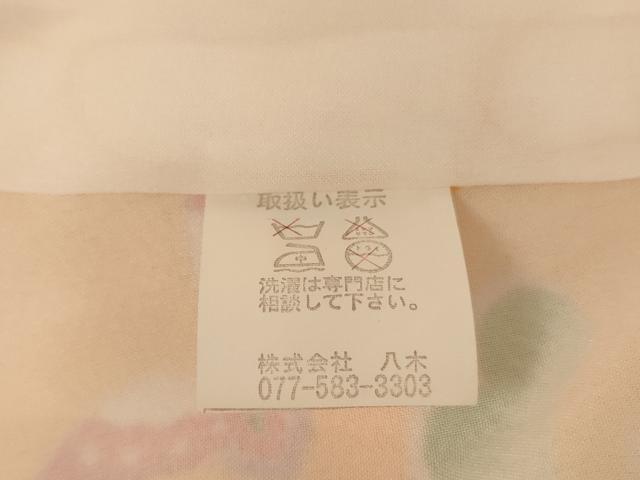 取扱い表示
中
洗濯は専門店に
相談して下さい。
株式会社 八木
077-583-3303